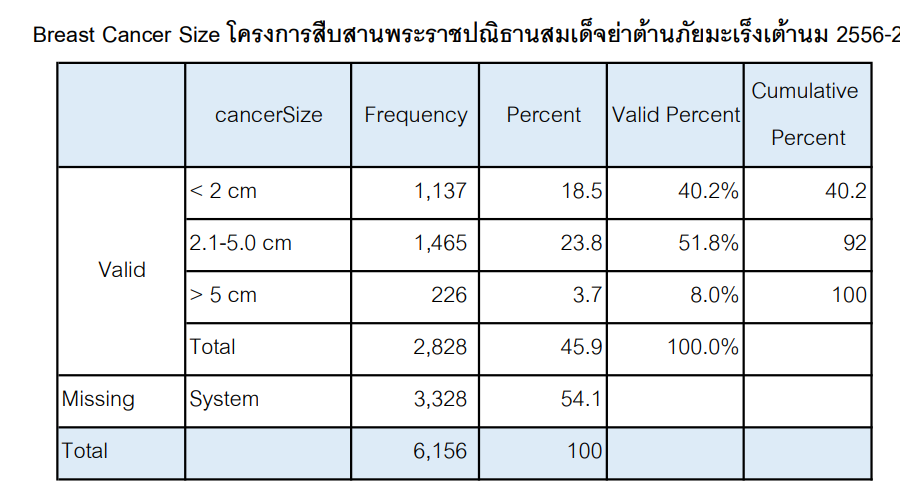 Breast Cancer Size โครงการสืบสานพระราชปณิธานสมเด็จย่าต้านภัยมะเร็งเต้านม 2556-2
cancerSize Frequency Percent Valid Percent Cumulative Percent
Valid < 2 cm 1,137 18.5 40.2% 40.2
2.1-5.0 cm 1,465 23.8 51.8% 92
> 5 cm 226 3.7 8.0% 100
Total 2,828 45.9 100.0%
Missing System 3,328 54.1
Total 6,156 100